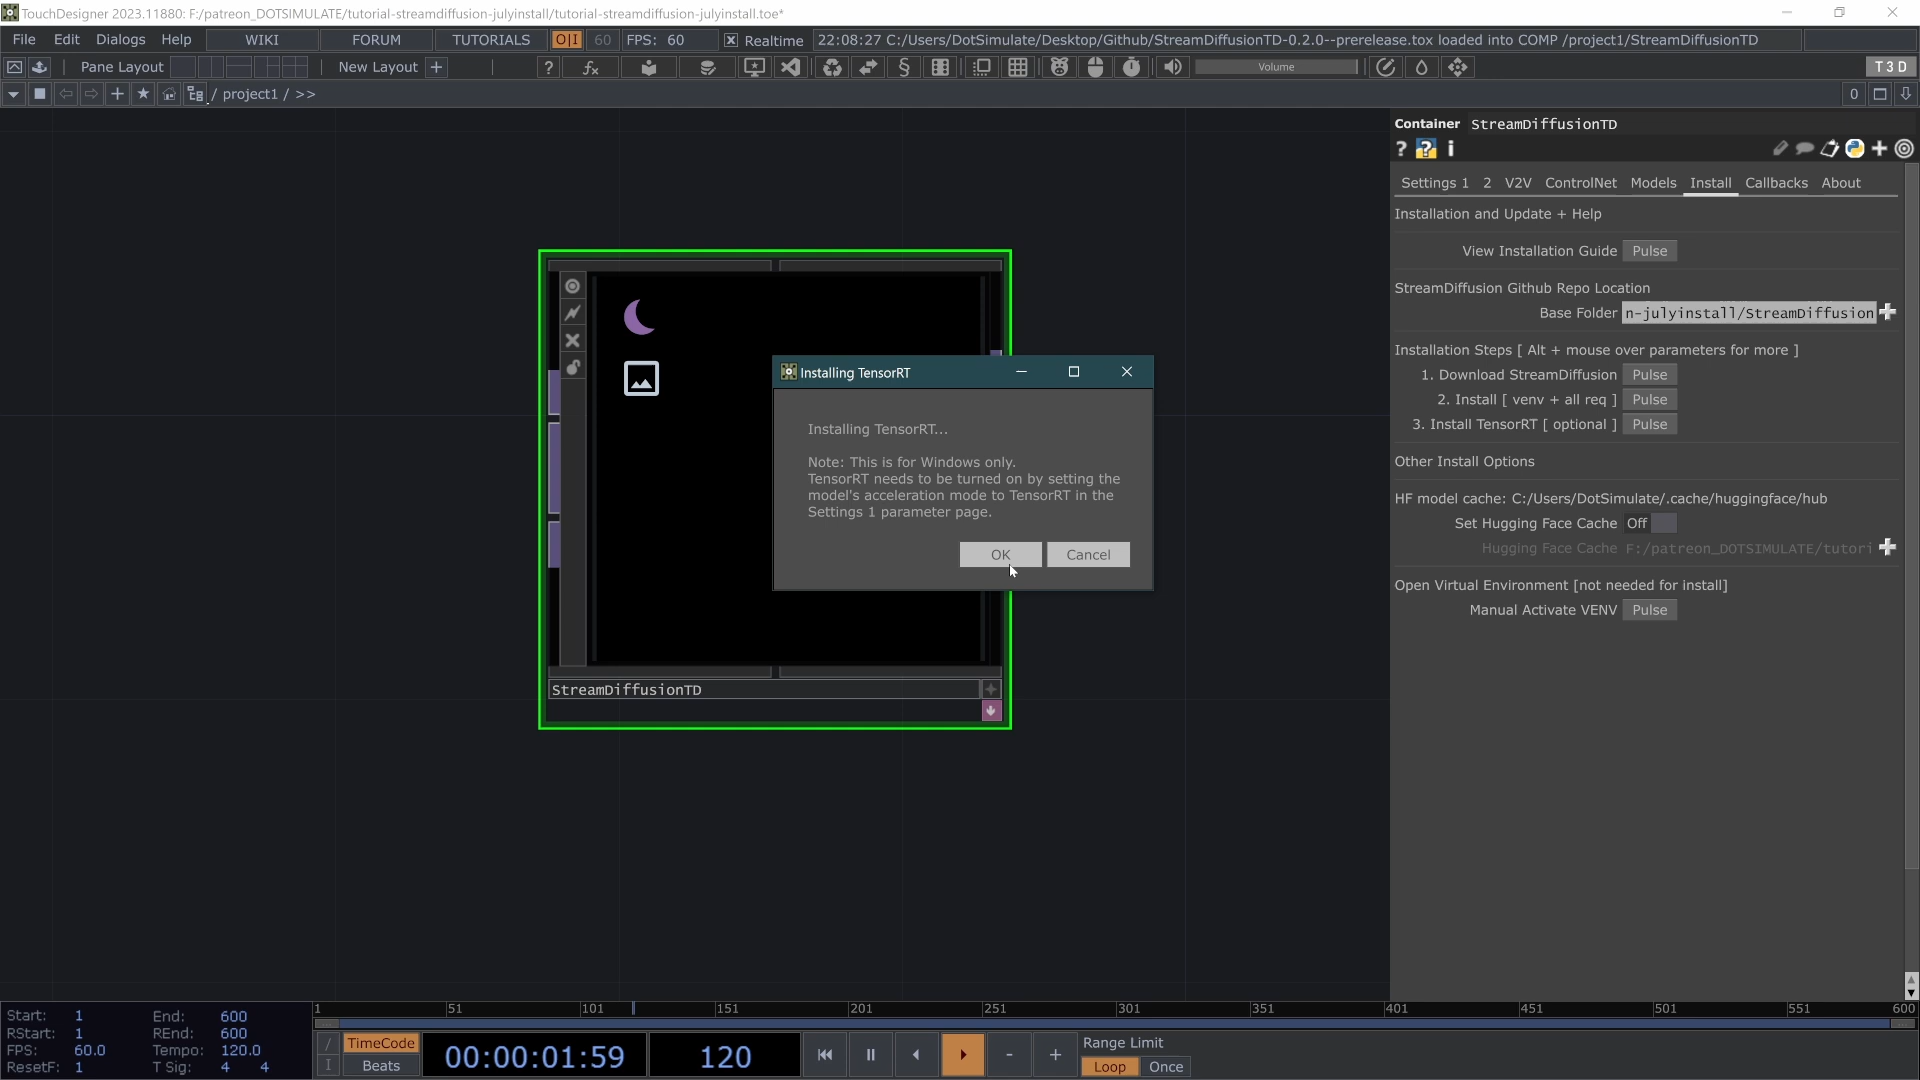 TouchDesigner 2023.11880: F:/patreon_DOTSIMULATE/tutorial-streamdiffusion-julyinstall/tutorial-streamdiffusion-julyinstall.toe*
File Edit Dialogs Help WIKI FORUM TUTORIALS O|I 60 FPS: 60 Realtime 22:08:27 C:/Users/DotSimulate/Desktop/Github/StreamDiffusionTD-0.2.0--prerelease.tox loaded into COMP /project1/StreamDiffusionTD
Pane Layout New Layout + ? fx Volume T3D
/ project1 / >> 0
Container StreamDiffusionTD
Settings 1 2 V2V ControlNet Models Install Callbacks About
Installation and Update + Help
View Installation Guide Pulse
StreamDiffusion Github Repo Location
Base Folder n-julyinstall/StreamDiffusion
Installation Steps [ Alt + mouse over parameters for more ]
1. Download StreamDiffusion Pulse
2. Install [ venv + all req ] Pulse
3. Install TensorRT [ optional ] Pulse
Other Install Options
HF model cache: C:/Users/DotSimulate/.cache/huggingface/hub
Set Hugging Face Cache Off
Hugging Face Cache F:/patreon_DOTSIMULATE/tutori
Open Virtual Environment [not needed for install]
Manual Activate VENV Pulse
Installing TensorRT
Installing TensorRT...
Note: This is for Windows only.
TensorRT needs to be turned on by setting the
model's acceleration mode to TensorRT in the
Settings 1 parameter page.
OK Cancel
StreamDiffusionTD
1 51 101 151 201 251 301 351 401 451 501 551 600
Start: 1 End: 600
RStart: 1 REnd: 600
FPS: 60.0 Tempo: 120.0
ResetF: 1 T Sig: 4 4
TimeCode
Beats
00:00:01:59 120
Range Limit
Loop Once